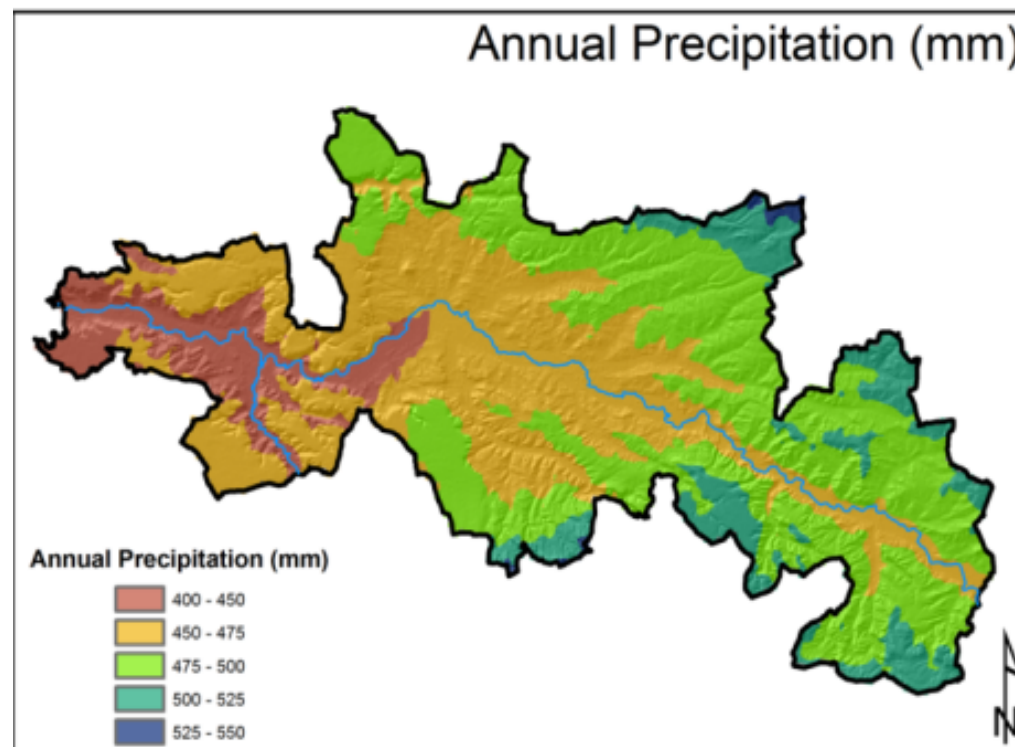 Annual Precipitation (mm)
Annual Precipitation (mm)
400 - 450
450 - 475
475 - 500
500 - 525
525 - 550
N